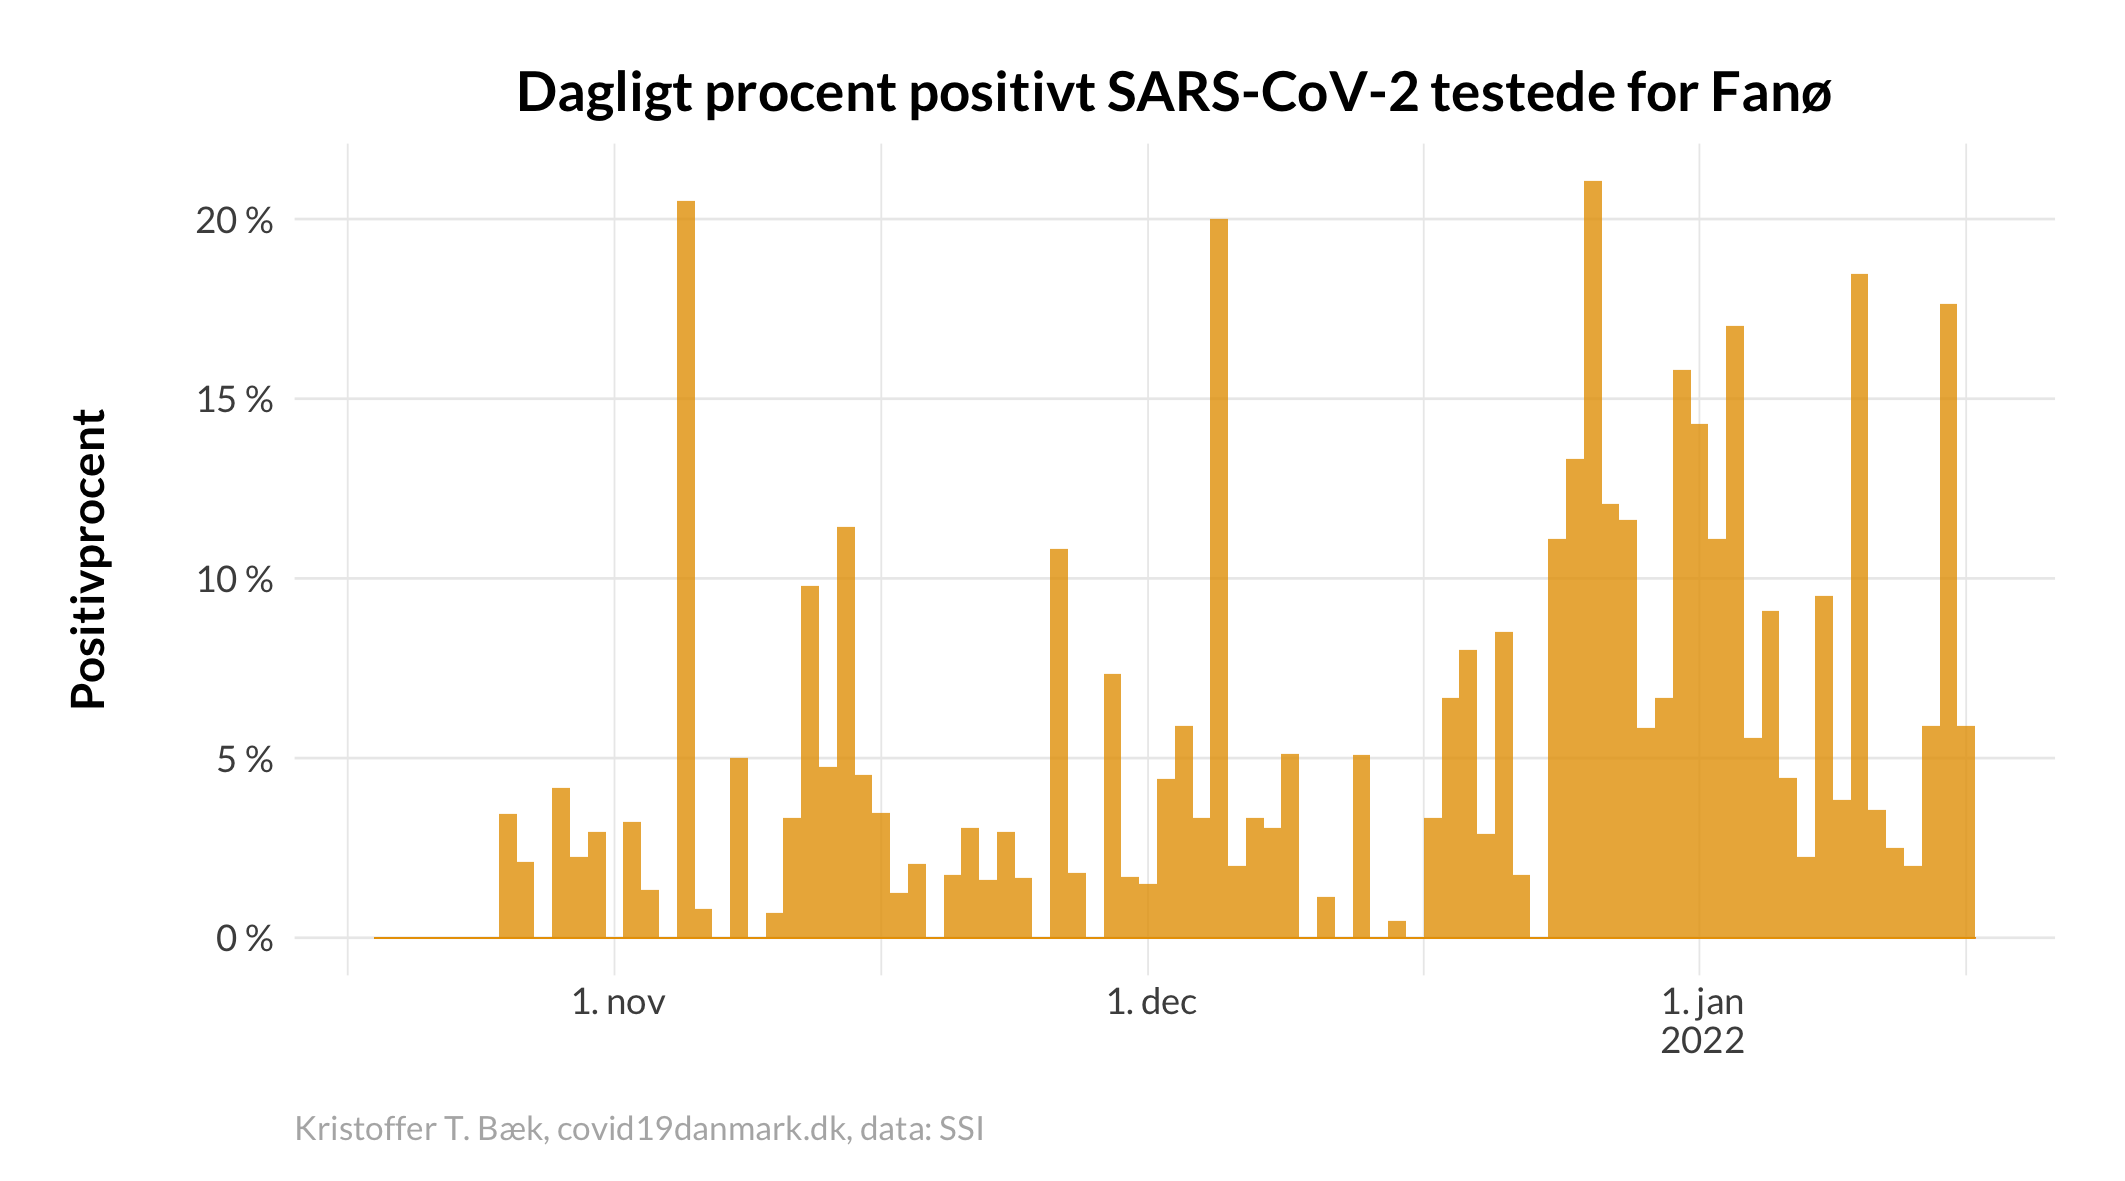 Dagligt procent positivt SARS-CoV-2 testede for Fanø
Positivprocent
20 %
15 %
10 %
5 %
0 %
1. nov
1. dec
1. jan
2022
Kristoffer T. Bæk, covid19danmark.dk, data: SSI